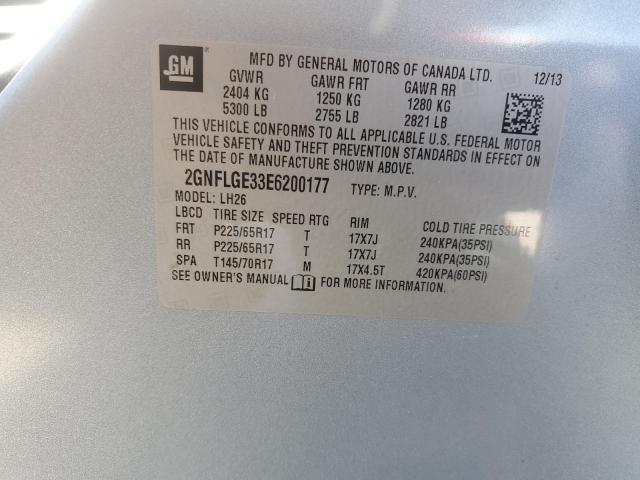 GM
MFD BY GENERAL MOTORS OF CANADA LTD. 12/13
GVWR GAWR FRT GAWR RR
2404 KG 1250 KG 1280 KG
5300 LB 2755 LB 2821 LB
THIS VEHICLE CONFORMS TO ALL APPLICABLE U.S. FEDERAL MOTOR
VEHICLE SAFETY AND THEFT PREVENTION STANDARDS IN EFFECT ON
THE DATE OF MANUFACTURE SHOWN ABOVE.
2GNFLGE33E6200177 TYPE: M.P.V.
MODEL: LH26
LBCD TIRE SIZE SPEED RTG RIM COLD TIRE PRESSURE
FRT P225/65R17 T 17X7J 240KPA(35PSI)
RR P225/65R17 T 17X7J 240KPA(35PSI)
SPA T145/70R17 M 17X4.5T 420KPA(60PSI)
SEE OWNER'S MANUAL FOR MORE INFORMATION.